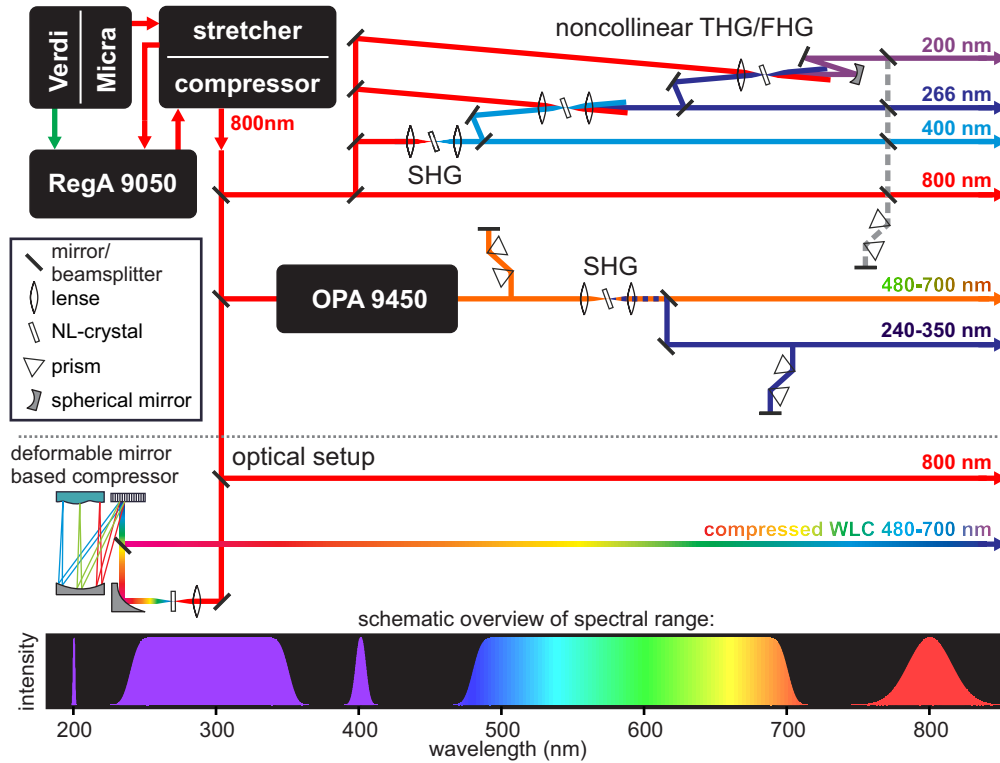 Verdi
Micra
stretcher
compressor
800nm
RegA 9050
noncollinear THG/FHG
200 nm
266 nm
400 nm
SHG
800 nm
mirror/
beamsplitter
lense
NL-crystal
prism
spherical mirror
OPA 9450
SHG
480-700 nm
240-350 nm
deformable mirror
based compressor
optical setup
800 nm
compressed WLC 480-700 nm
schematic overview of spectral range:
intensity
200 300 400 500 600 700 800
wavelength (nm)